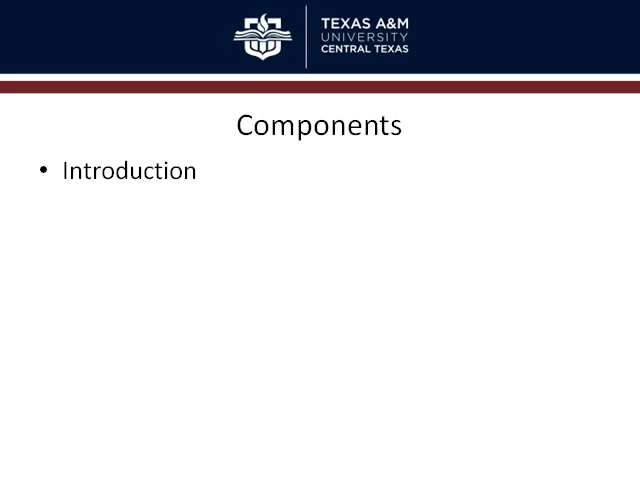 TEXAS A&M
UNIVERSITY
CENTRAL TEXAS
Components
• Introduction